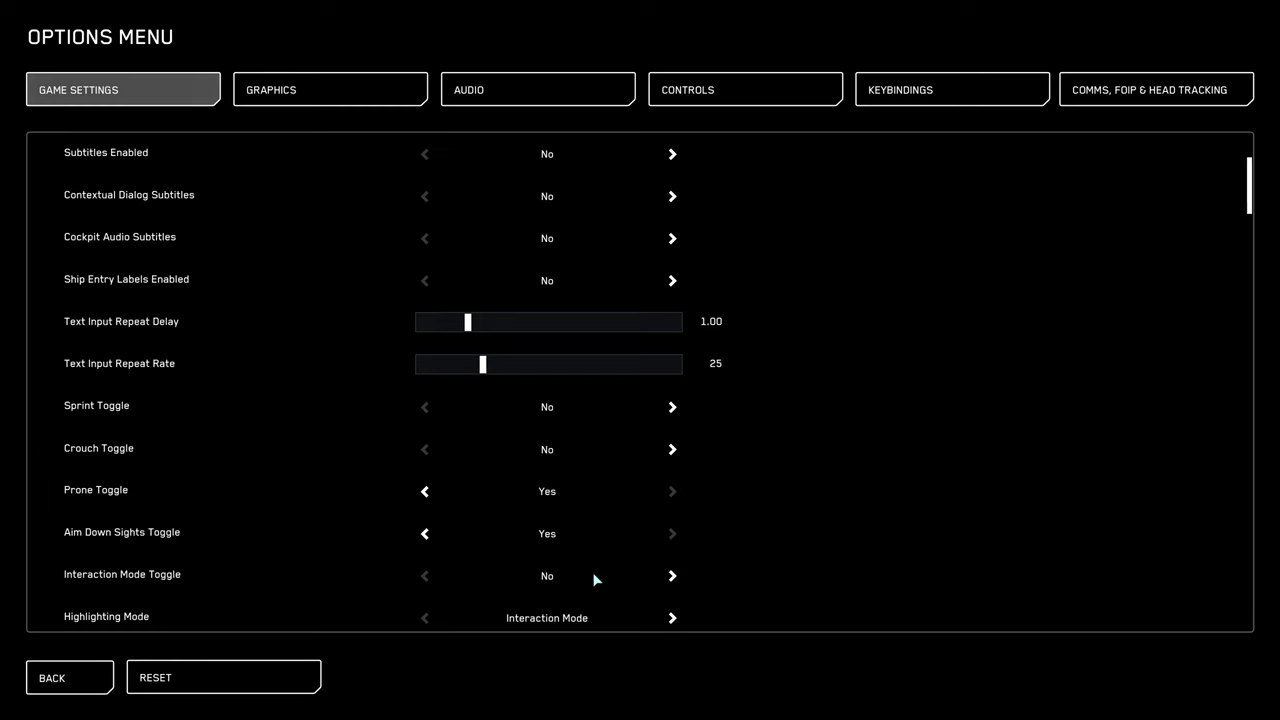 OPTIONS MENU
GAME SETTINGS
GRAPHICS
AUDIO
CONTROLS
KEYBINDINGS
COMMS, FOIP & HEAD TRACKING
Subtitles Enabled No
Contextual Dialog Subtitles No
Cockpit Audio Subtitles No
Ship Entry Labels Enabled No
Text Input Repeat Delay 1.00
Text Input Repeat Rate 25
Sprint Toggle No
Crouch Toggle No
Prone Toggle Yes
Aim Down Sights Toggle Yes
Interaction Mode Toggle No
Highlighting Mode Interaction Mode
BACK
RESET